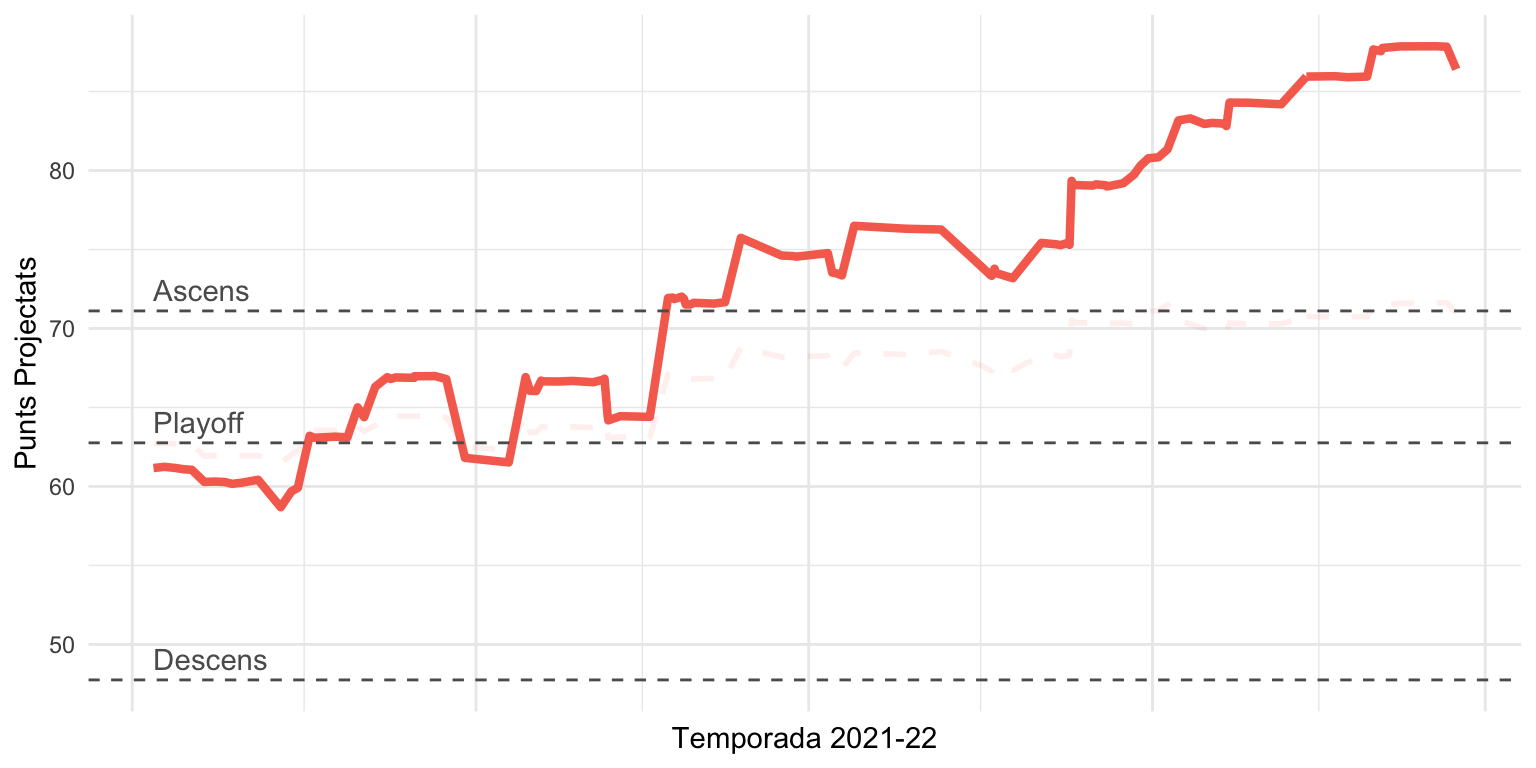 80
70
60
50
Ascens
Playoff
Descens
Punts Projectats
Temporada 2021-22